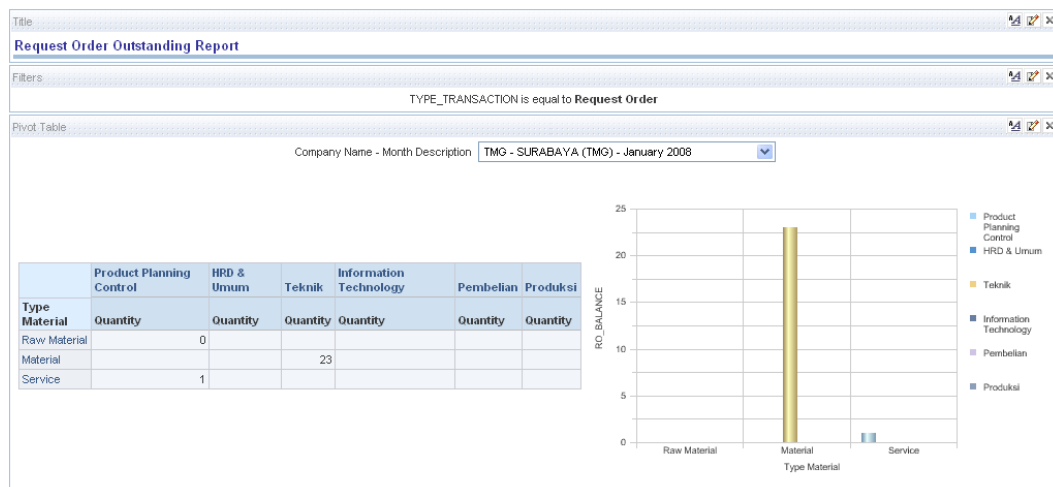 Title
Request Order Outstanding Report
Filters
TYPE_TRANSACTION is equal to Request Order
Pivot Table
Company Name - Month Description TMG - SURABAYA (TMG) - January 2008
Product Planning Control HRD & Umum Teknik Information Technology Pembelian Produksi
Type Material Quantity Quantity Quantity Quantity Quantity Quantity
Raw Material 0
Material 23
Service 1
RO_BALANCE
25
20
15
10
5
0
Raw Material Material Service
Type Material
Product
Planning
Control
HRD & Umum
Teknik
Information
Technology
Pembelian
Produksi